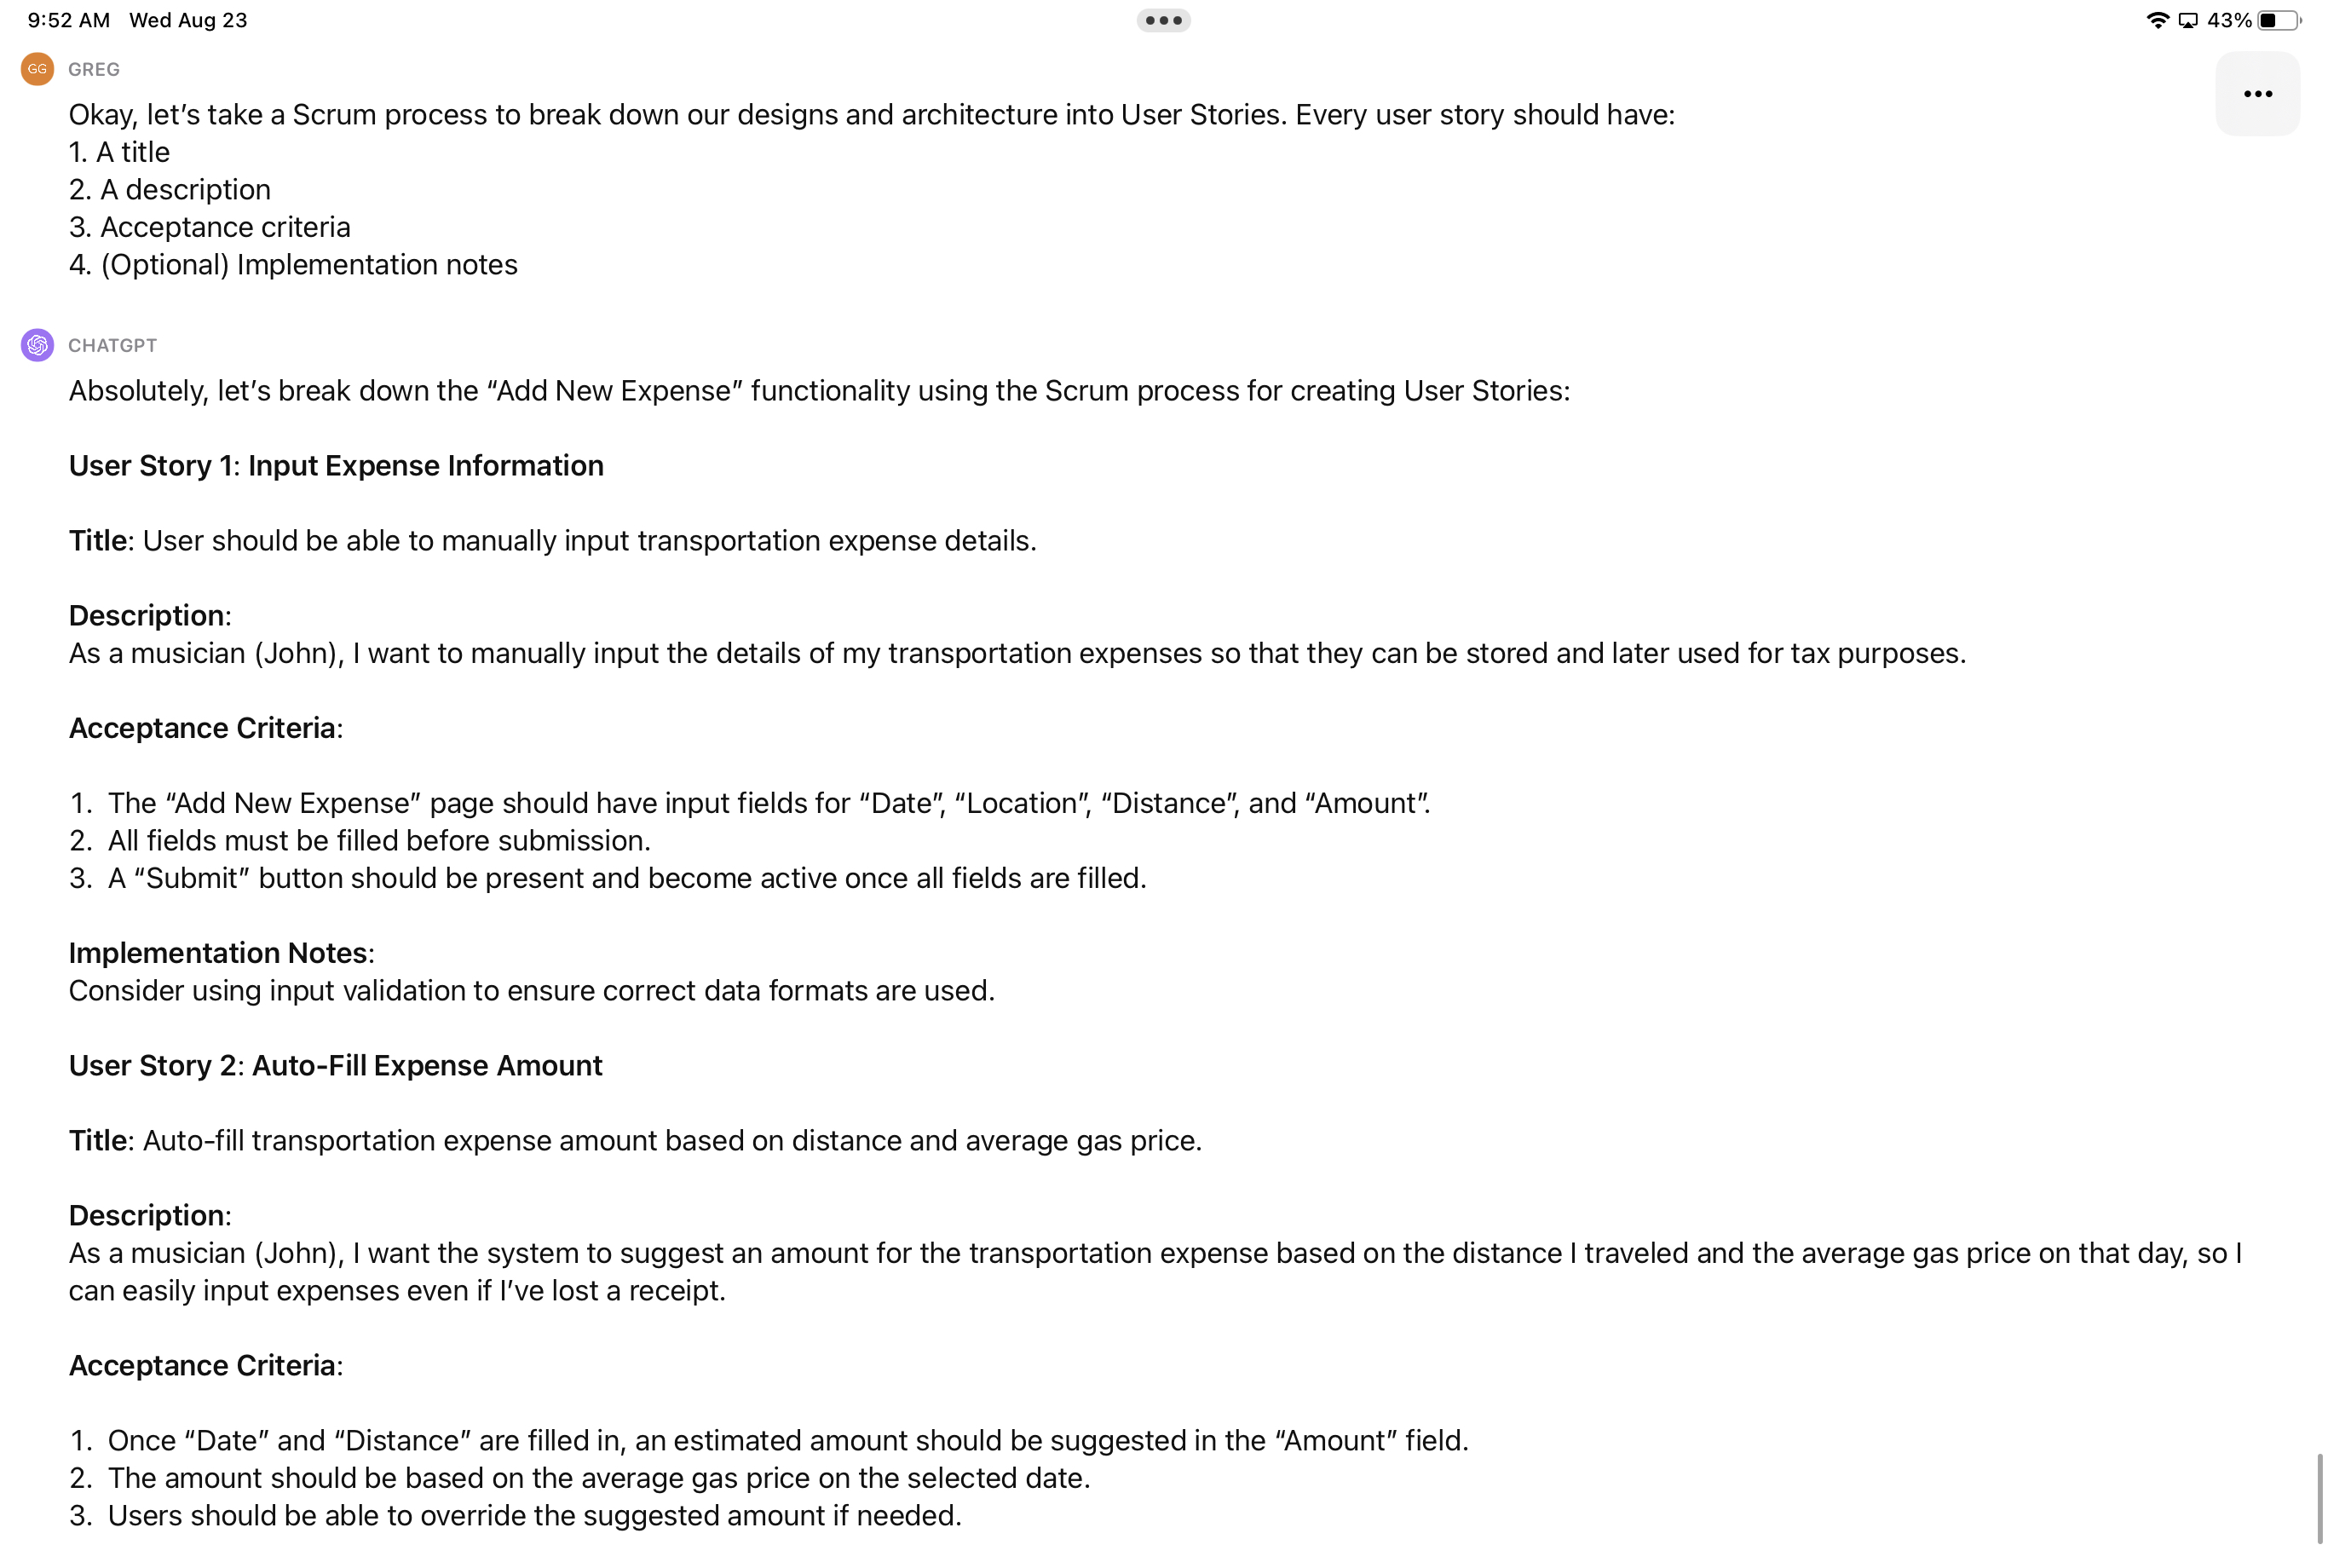 9:52 AM Wed Aug 23
43%
GG GREG
Okay, let’s take a Scrum process to break down our designs and architecture into User Stories. Every user story should have:
1. A title
2. A description
3. Acceptance criteria
4. (Optional) Implementation notes
CHATGPT
Absolutely, let’s break down the “Add New Expense” functionality using the Scrum process for creating User Stories:
User Story 1: Input Expense Information
Title: User should be able to manually input transportation expense details.
Description:
As a musician (John), I want to manually input the details of my transportation expenses so that they can be stored and later used for tax purposes.
Acceptance Criteria:
1. The “Add New Expense” page should have input fields for “Date”, “Location”, “Distance”, and “Amount”.
2. All fields must be filled before submission.
3. A “Submit” button should be present and become active once all fields are filled.
Implementation Notes:
Consider using input validation to ensure correct data formats are used.
User Story 2: Auto-Fill Expense Amount
Title: Auto-fill transportation expense amount based on distance and average gas price.
Description:
As a musician (John), I want the system to suggest an amount for the transportation expense based on the distance I traveled and the average gas price on that day, so I
can easily input expenses even if I’ve lost a receipt.
Acceptance Criteria:
1. Once “Date” and “Distance” are filled in, an estimated amount should be suggested in the “Amount” field.
2. The amount should be based on the average gas price on the selected date.
3. Users should be able to override the suggested amount if needed.